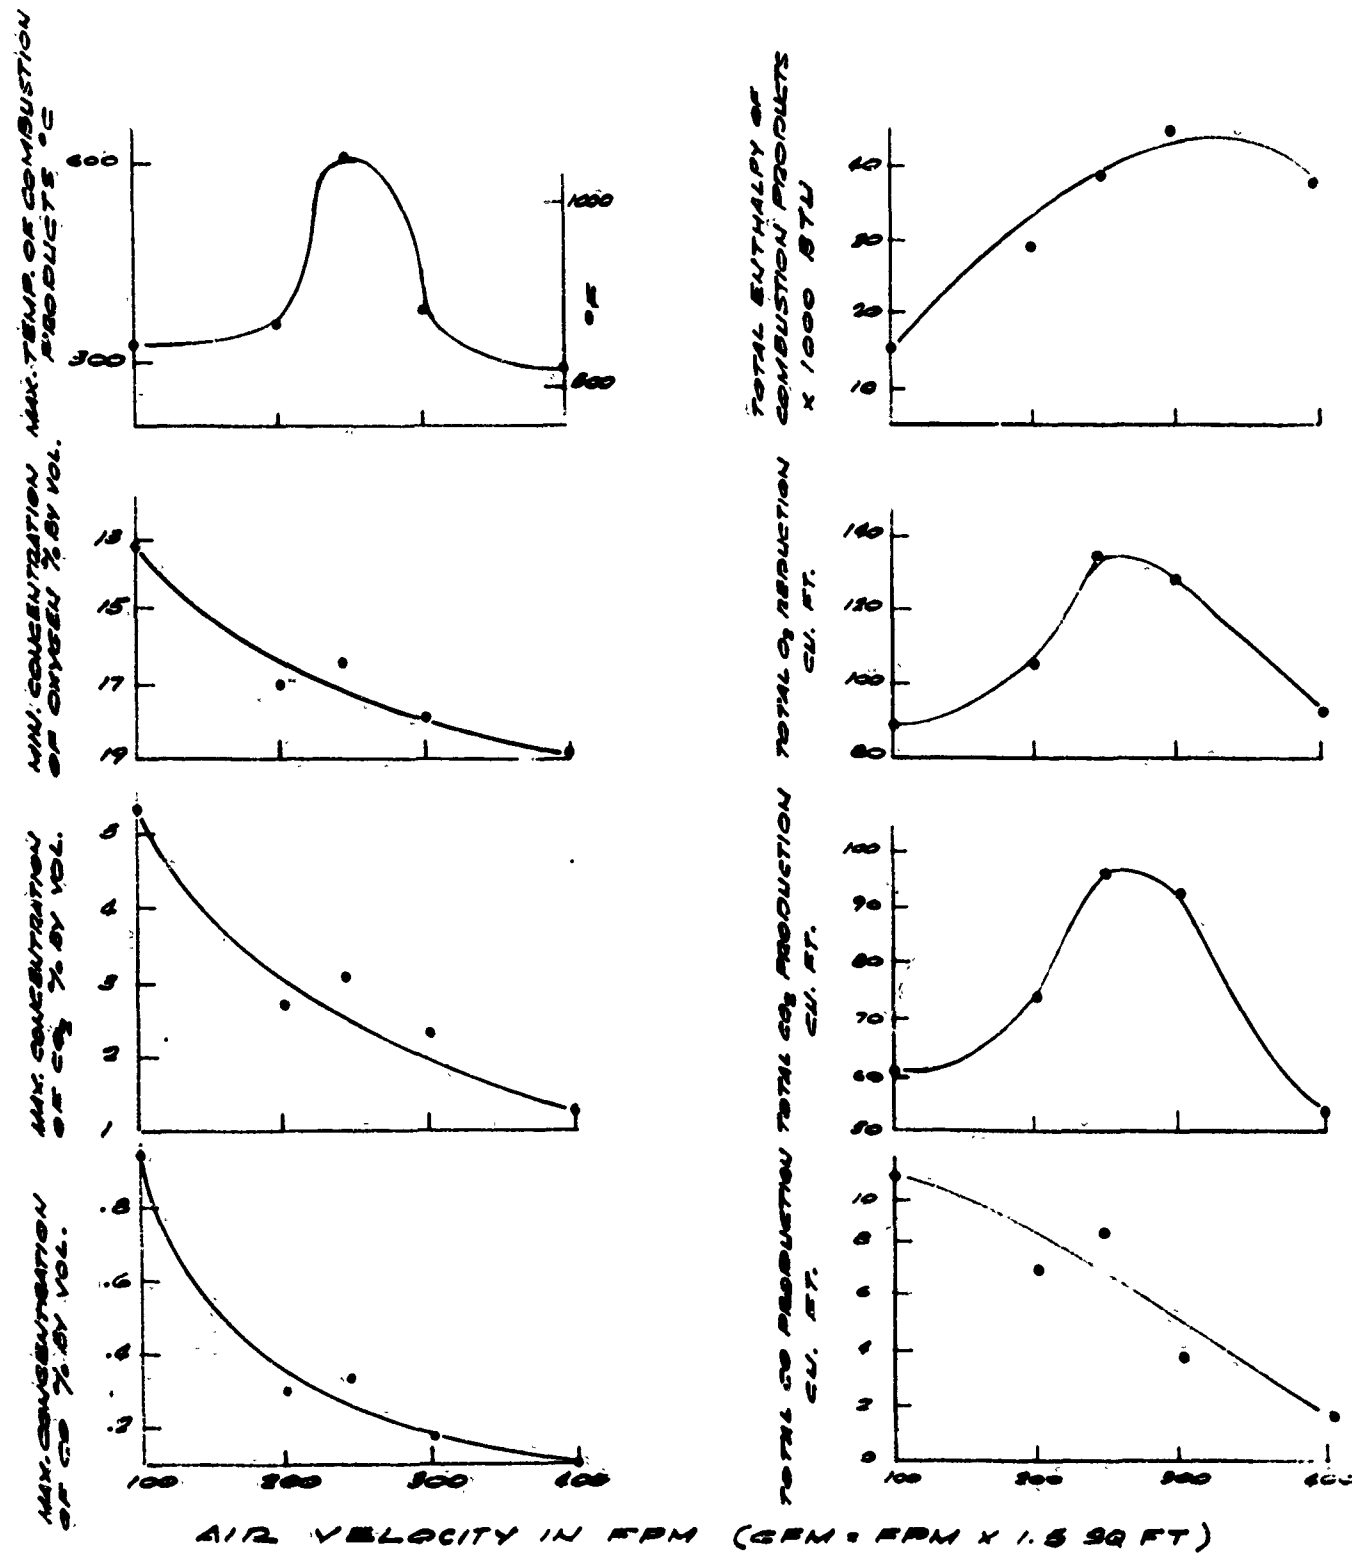 MAX. TEMP. OF COMBUSTION
PRODUCTS °C
600
300
1000
°F
600
TOTAL ENTHALPY OF
COMBUSTION PRODUCTS
X 1000 BTU
40
30
20
10
MIN. CONCENTRATION
OF OXYGEN % BY VOL.
13
15
17
19
TOTAL O2 REDUCTION
CU. FT.
140
120
100
80
MAX. CONCENTRATION
OF CO2 % BY VOL.
5
4
3
2
1
TOTAL CO2 PRODUCTION
CU. FT.
100
90
80
70
60
50
MAX. CONCENTRATION
OF CO % BY VOL.
.8
.6
.4
.2
100 200 300 400
TOTAL CO PRODUCTION
CU. FT.
10
8
6
4
2
0
100 200 300 400
AIR VELOCITY IN FPM (CFM = FPM X 1.5 SQ FT)